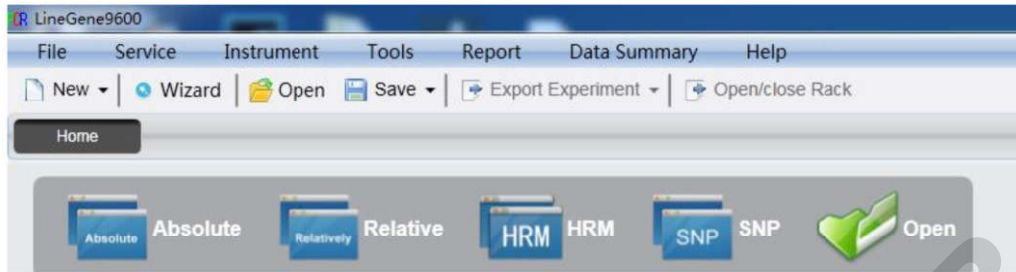 CR LineGene9600
File Service Instrument Tools Report Data Summary Help
New Wizard Open Save Export Experiment Open/close Rack
Home
Absolute Absolute Relatively Relative HRM HRM SNP SNP Open